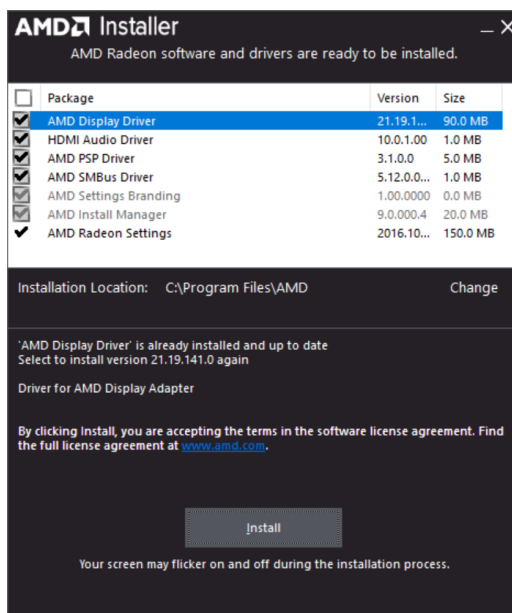 AMD Installer
AMD Radeon software and drivers are ready to be installed.
Package Version Size
AMD Display Driver 21.19.1... 90.0 MB
HDMI Audio Driver 10.0.1.00 1.0 MB
AMD PSP Driver 3.1.0.0 5.0 MB
AMD SMBus Driver 5.12.0.0... 1.0 MB
AMD Settings Branding 1.00.0000 0.0 MB
AMD Install Manager 9.0.000.4 20.0 MB
AMD Radeon Settings 2016.10... 150.0 MB
Installation Location: C:\Program Files\AMD Change
'AMD Display Driver' is already installed and up to date
Select to install version 21.19.141.0 again
Driver for AMD Display Adapter
By clicking Install, you are accepting the terms in the software license agreement. Find
the full license agreement at www.amd.com.
Install
Your screen may flicker on and off during the installation process.